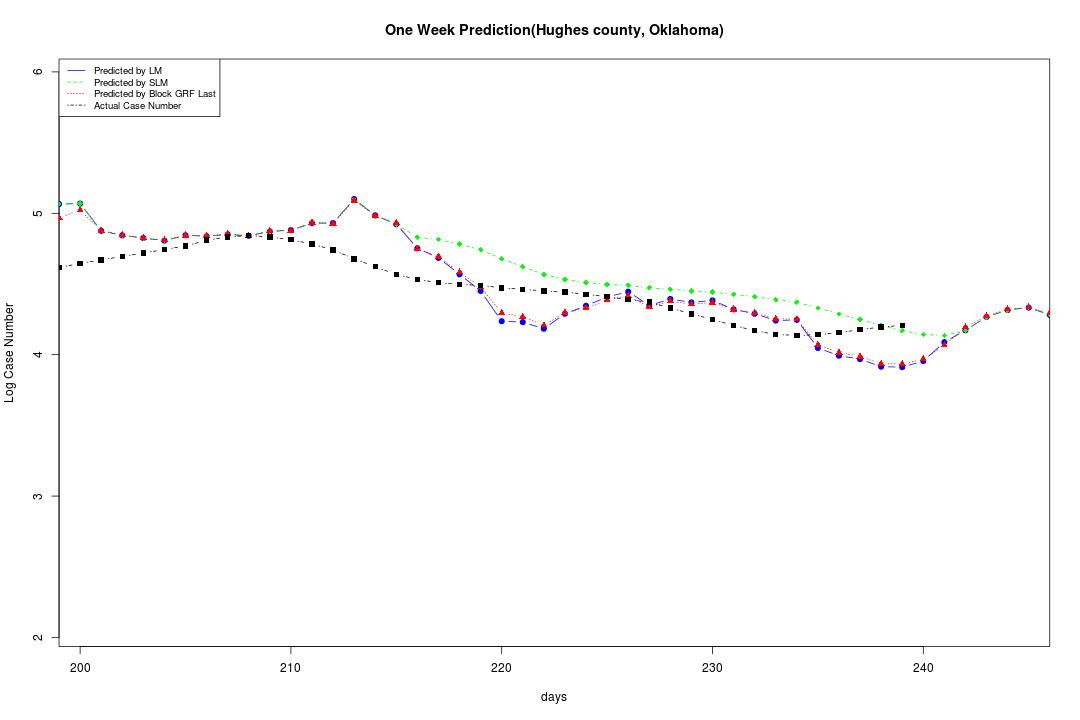 One Week Prediction(Hughes county, Oklahoma)
Predicted by LM
Predicted by SLM
Predicted by Block GRF Last
Actual Case Number
6
5
4
3
2
Log Case Number
200 210 220 230 240
days